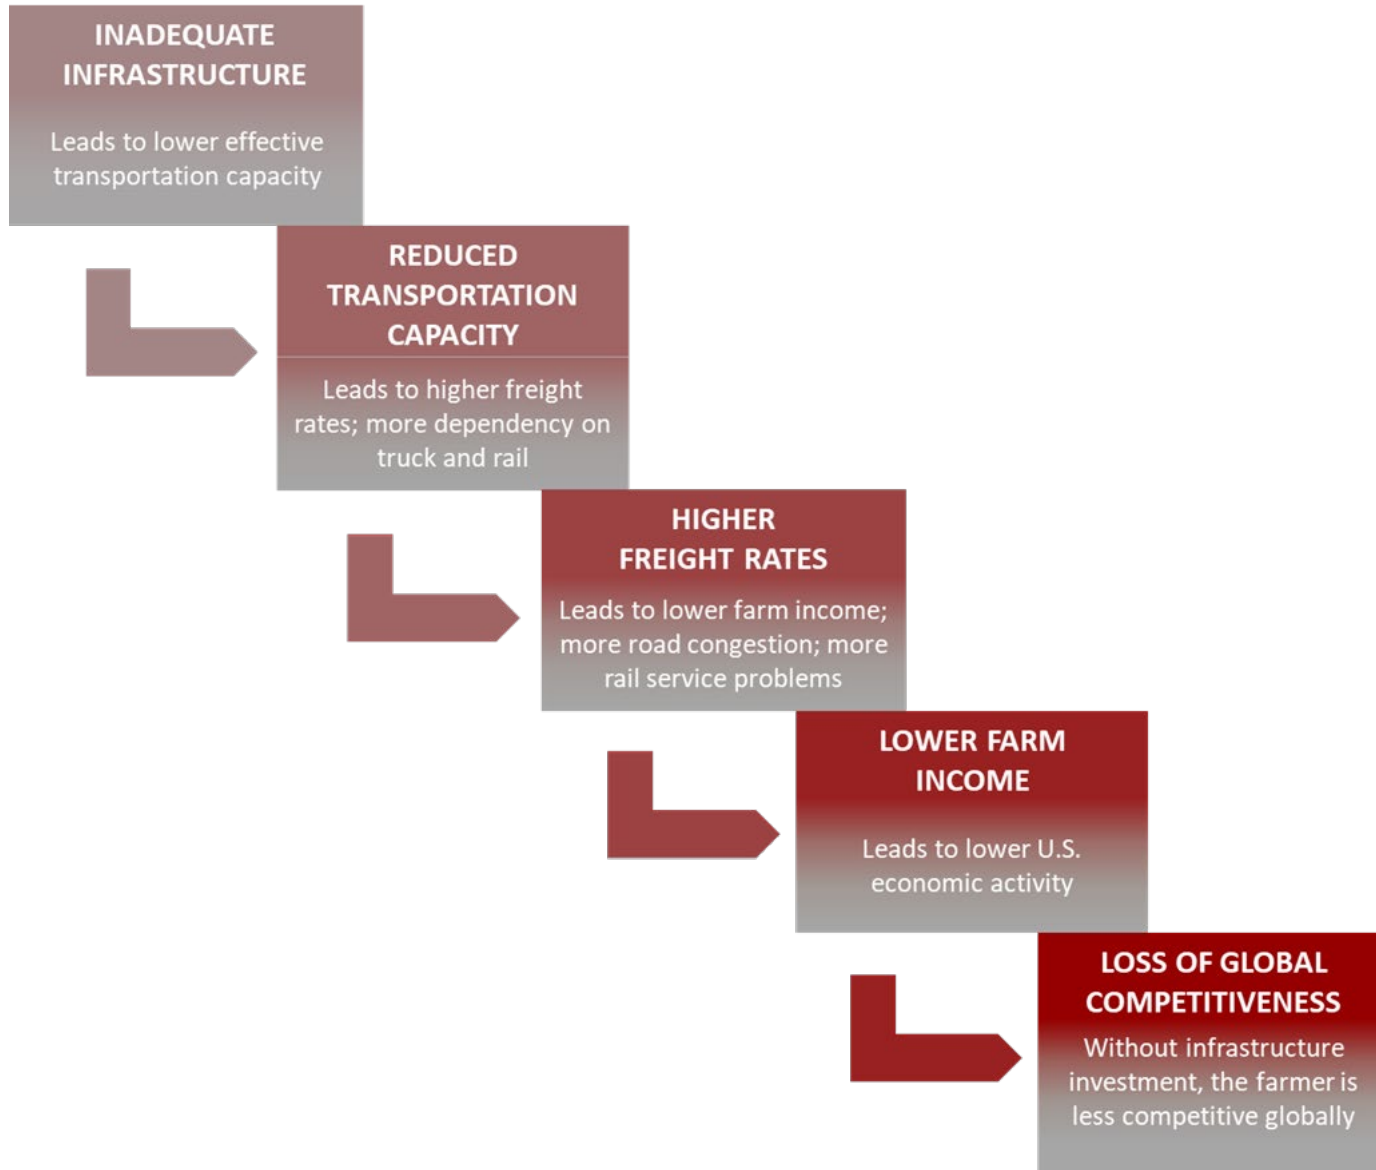 INADEQUATE
INFRASTRUCTURE
Leads to lower effective
transportation capacity
REDUCED
TRANSPORTATION
CAPACITY
Leads to higher freight
rates; more dependency on
truck and rail
HIGHER
FREIGHT RATES
Leads to lower farm income;
more road congestion; more
rail service problems
LOWER FARM
INCOME
Leads to lower U.S.
economic activity
LOSS OF GLOBAL
COMPETITIVENESS
Without infrastructure
investment, the farmer is
less competitive globally